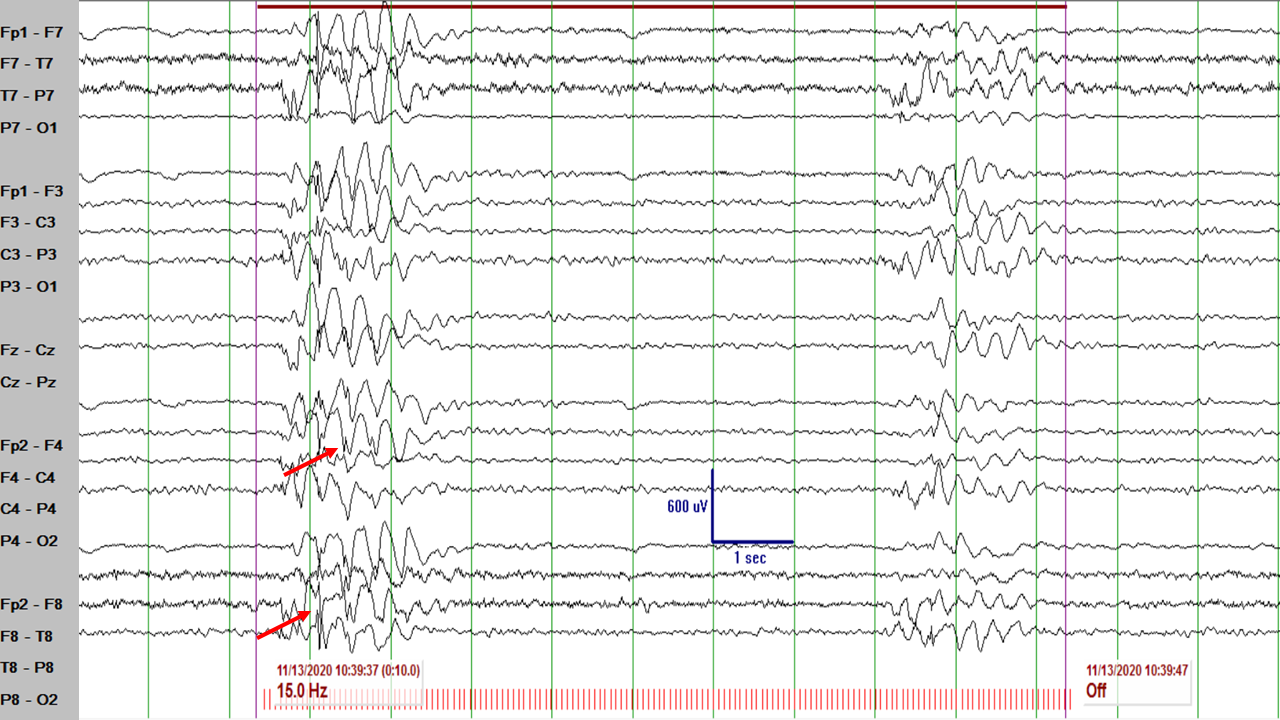 Fp1 - F7
F7 - T7
T7 - P7
P7 - O1
Fp1 - F3
F3 - C3
C3 - P3
P3 - O1
Fz - Cz
Cz - Pz
Fp2 - F4
F4 - C4
C4 - P4
P4 - O2
Fp2 - F8
F8 - T8
T8 - P8
P8 - O2
600 uV
1 sec
11/13/2020 10:39:37 (0:10.0)
15.0 Hz
11/13/2020 10:39:47
Off